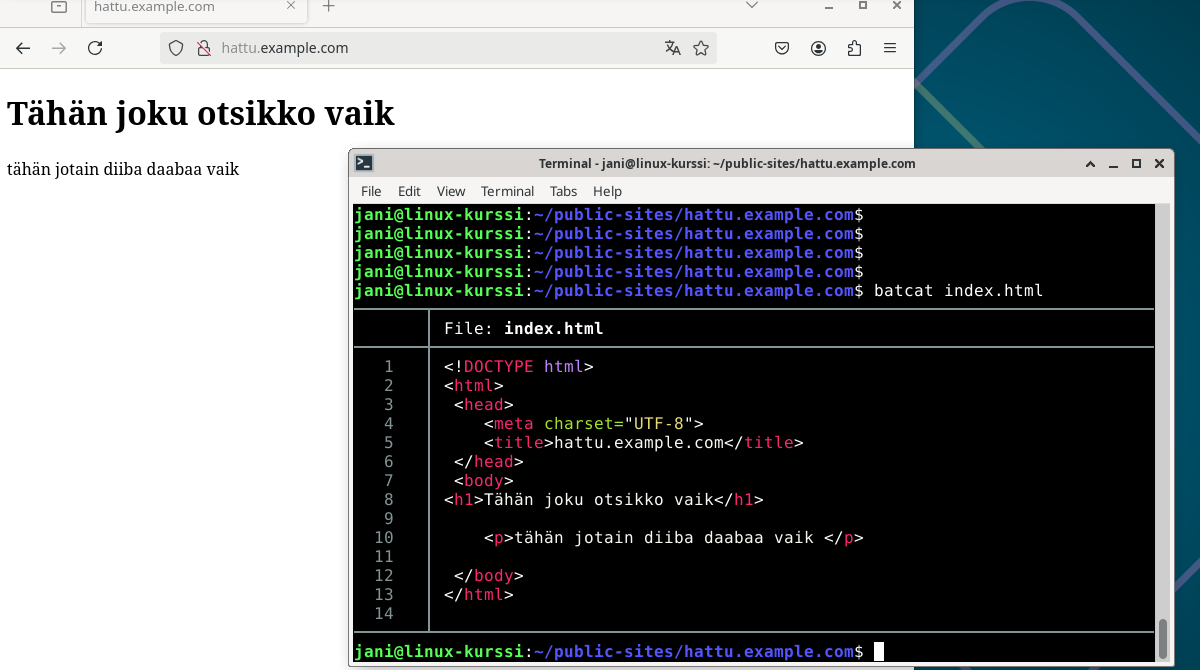 hattu.example.com
hattu.example.com
Tähän joku otsikko vaik
tähän jotain diiba daabaa vaik
Terminal - jani@linux-kurssi: ~/public-sites/hattu.example.com
File Edit View Terminal Tabs Help
jani@linux-kurssi:~/public-sites/hattu.example.com$
jani@linux-kurssi:~/public-sites/hattu.example.com$
jani@linux-kurssi:~/public-sites/hattu.example.com$
jani@linux-kurssi:~/public-sites/hattu.example.com$
jani@linux-kurssi:~/public-sites/hattu.example.com$ batcat index.html
File: index.html
1 <!DOCTYPE html>
2 <html>
3 <head>
4 <meta charset="UTF-8">
5 <title>hattu.example.com</title>
6 </head>
7 <body>
8 <h1>Tähän joku otsikko vaik</h1>
9
10 <p>tähän jotain diiba daabaa vaik </p>
11
12 </body>
13 </html>
14
jani@linux-kurssi:~/public-sites/hattu.example.com$